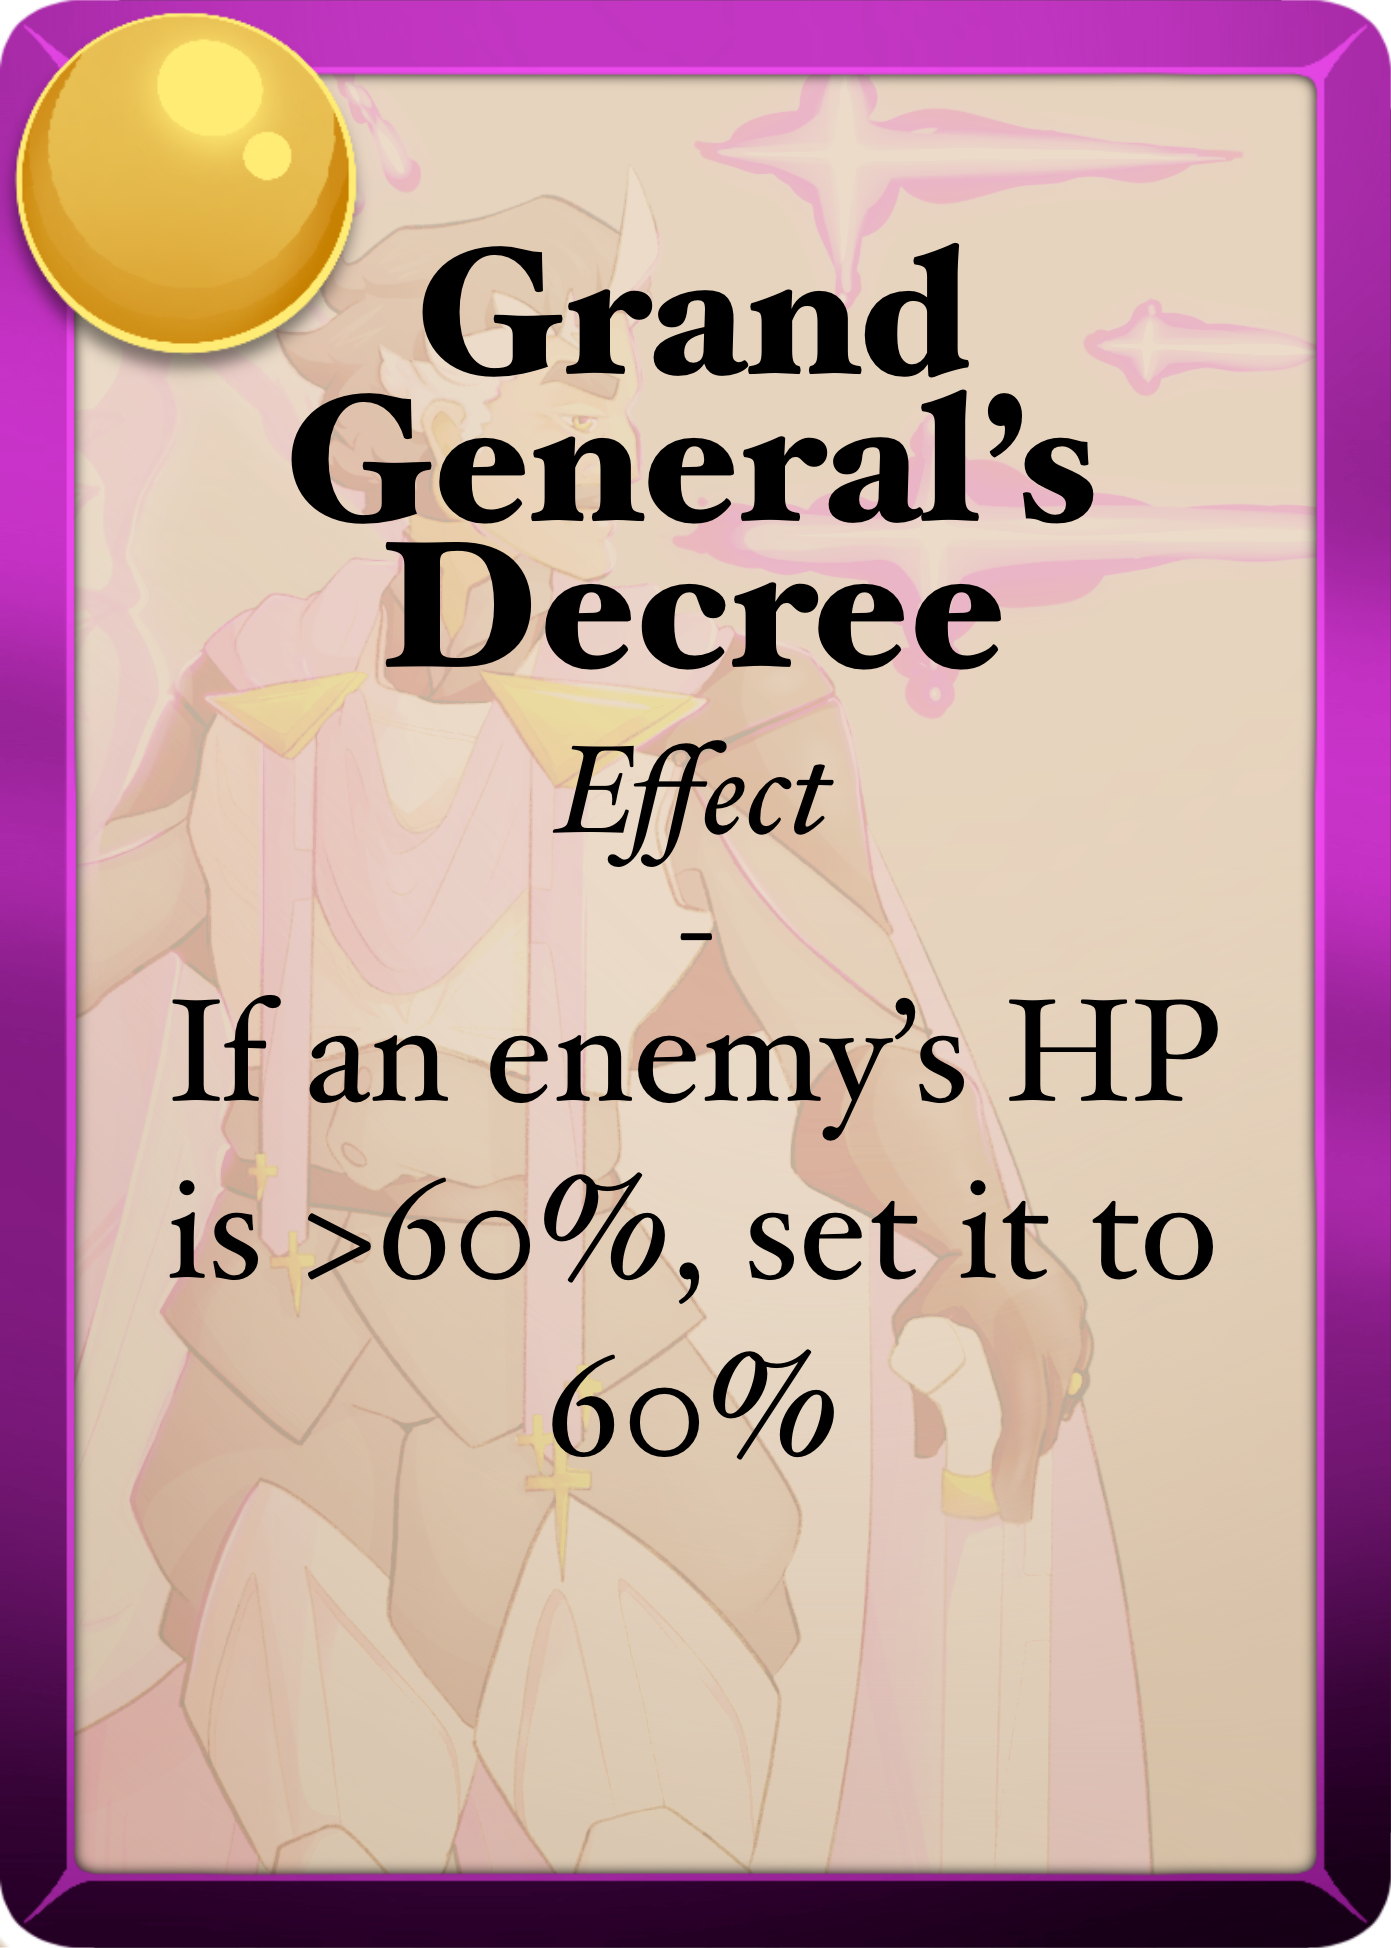 Grand
General’s
Decree
Effect
-
If an enemy’s HP
is >60%, set it to
60%